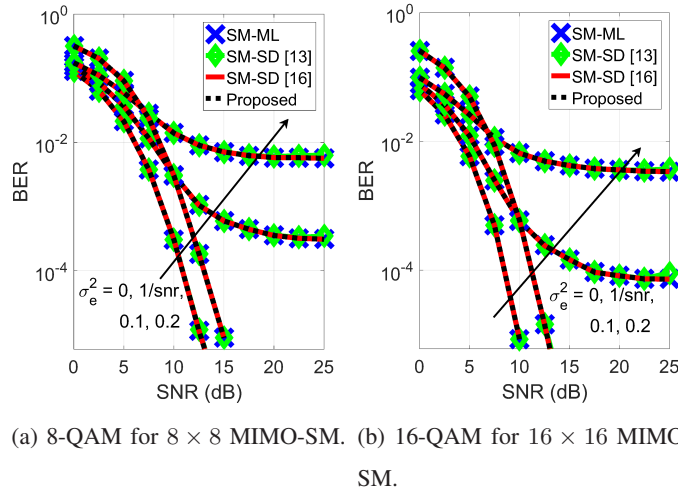 10^0
10^-2
10^-4
BER
0 5 10 15 20 25
SNR (dB)
SM-ML
SM-SD [13]
SM-SD [16]
Proposed
σ_e^2 = 0, 1/snr,
0.1, 0.2
10^0
10^-2
10^-4
BER
0 5 10 15 20 25
SNR (dB)
SM-ML
SM-SD [13]
SM-SD [16]
Proposed
σ_e^2 = 0, 1/snr,
0.1, 0.2
(a) 8-QAM for 8 × 8 MIMO-SM. (b) 16-QAM for 16 × 16 MIMO
SM.